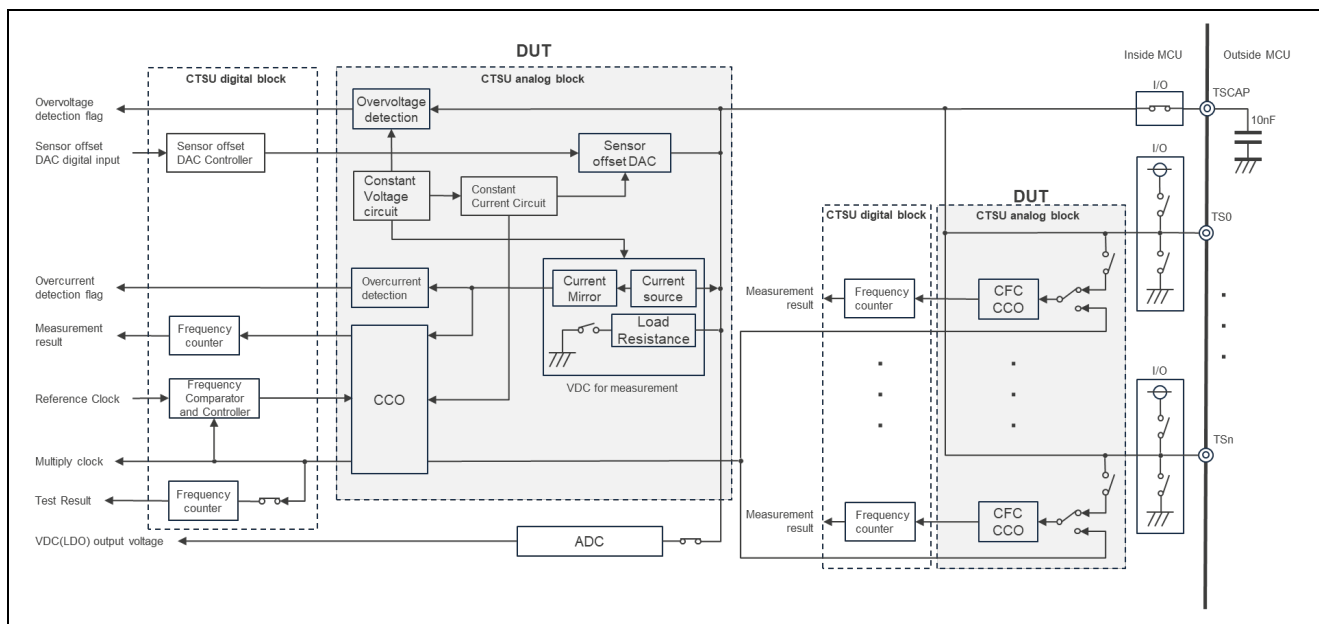 DUT
Inside MCU
Outside MCU
CTSU digital block
CTSU analog block
I/O
TSCAP
10nF
Overvoltage
detection flag
Overvoltage
detection
Sensor offset
DAC digital input
Sensor offset
DAC Controller
Sensor
offset DAC
Constant
Voltage
circuit
Constant
Current Circuit
I/O
DUT
CTSU digital block
CTSU analog block
TS0
Overcurrent
detection flag
Overcurrent
detection
Current
Mirror
Current
source
Measurement
result
Frequency
counter
CFC
CCO
Measurement
result
Frequency
counter
Load
Resistance
VDC for measurement
I/O
Reference Clock
Frequency
Comparator
and Controller
CCO
Multiply clock
TSn
Test Result
Frequency
counter
Measurement
result
Frequency
counter
CFC
CCO
VDC(LDO) output voltage
ADC